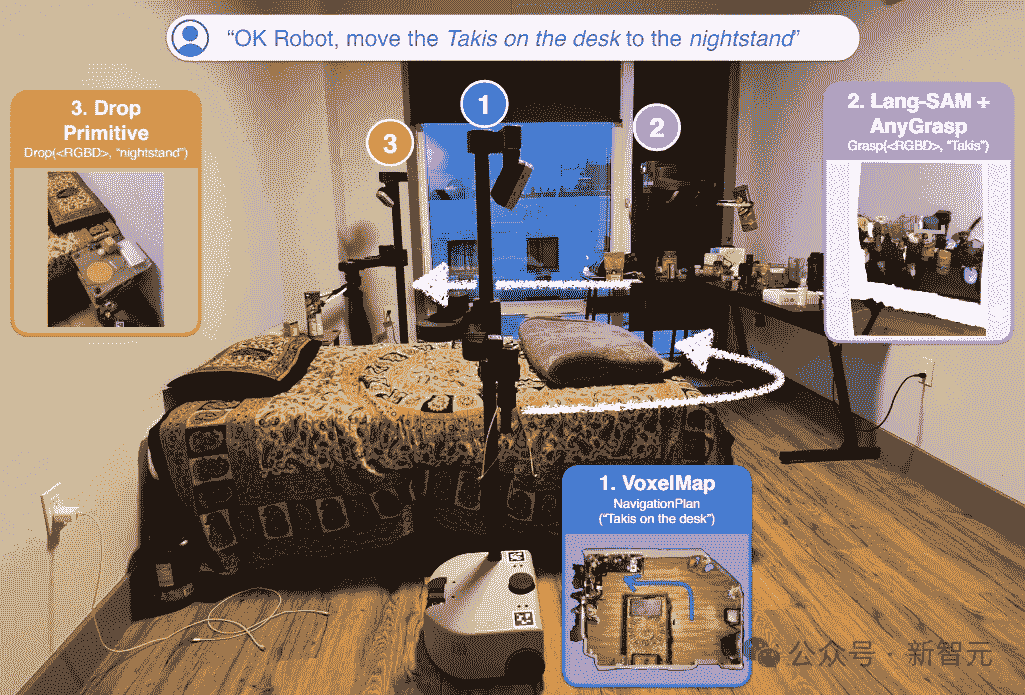 “OK Robot, move the Takis on the desk to the nightstand”
3. Drop
Primitive
Drop(<RGBD>, “nightstand”)
3
1
2
2. Lang-SAM +
AnyGrasp
Grasp(<RGBD>, “Takis”)
1. VoxelMap
NavigationPlan
(“Takis on the desk”)
公众号 · 新智元